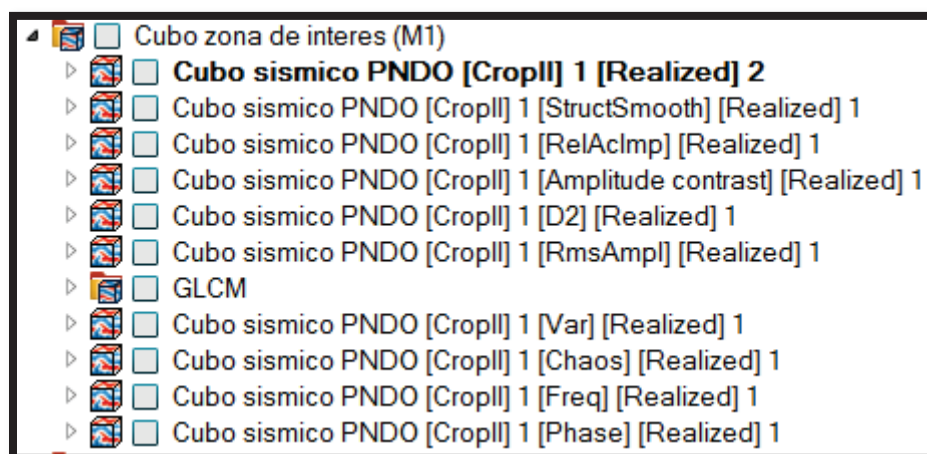 Cubo zona de interes (M1)
Cubo sismico PNDO [CropII] 1 [Realized] 2
Cubo sismico PNDO [CropII] 1 [StructSmooth] [Realized] 1
Cubo sismico PNDO [CropII] 1 [RelAcImp] [Realized] 1
Cubo sismico PNDO [CropII] 1 [Amplitude contrast] [Realized] 1
Cubo sismico PNDO [CropII] 1 [D2] [Realized] 1
Cubo sismico PNDO [CropII] 1 [RmsAmpl] [Realized] 1
GLCM
Cubo sismico PNDO [CropII] 1 [Var] [Realized] 1
Cubo sismico PNDO [CropII] 1 [Chaos] [Realized] 1
Cubo sismico PNDO [CropII] 1 [Freq] [Realized] 1
Cubo sismico PNDO [CropII] 1 [Phase] [Realized] 1